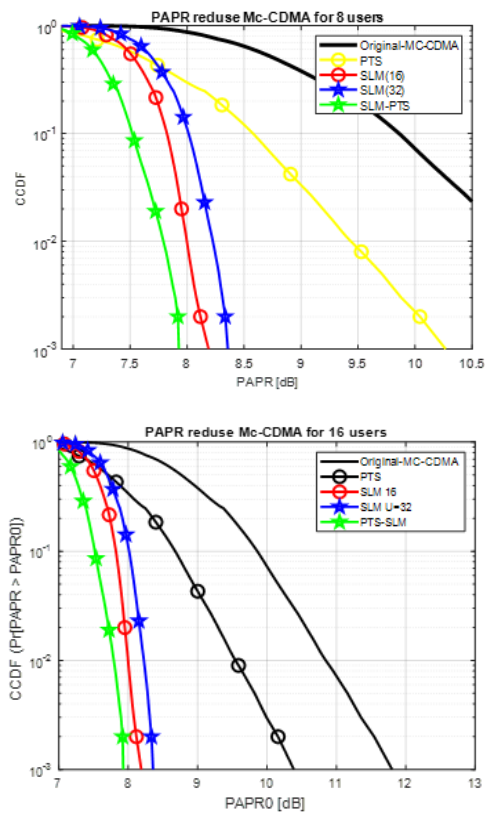 PAPR reduse Mc-CDMA for 8 users
10^0
10^-1
10^-2
10^-3
CCDF
Original-MC-CDMA
PTS
SLM(16)
SLM(32)
SLM-PTS
7 7.5 8 8.5 9 9.5 10 10.5
PAPR [dB]
PAPR reduse Mc-CDMA for 16 users
10^0
10^-1
10^-2
10^-3
CCDF (Pr[PAPR > PAPR0])
Original-MC-CDMA
PTS
SLM 16
SLM U=32
PTS-SLM
7 8 9 10 11 12 13
PAPR0 [dB]